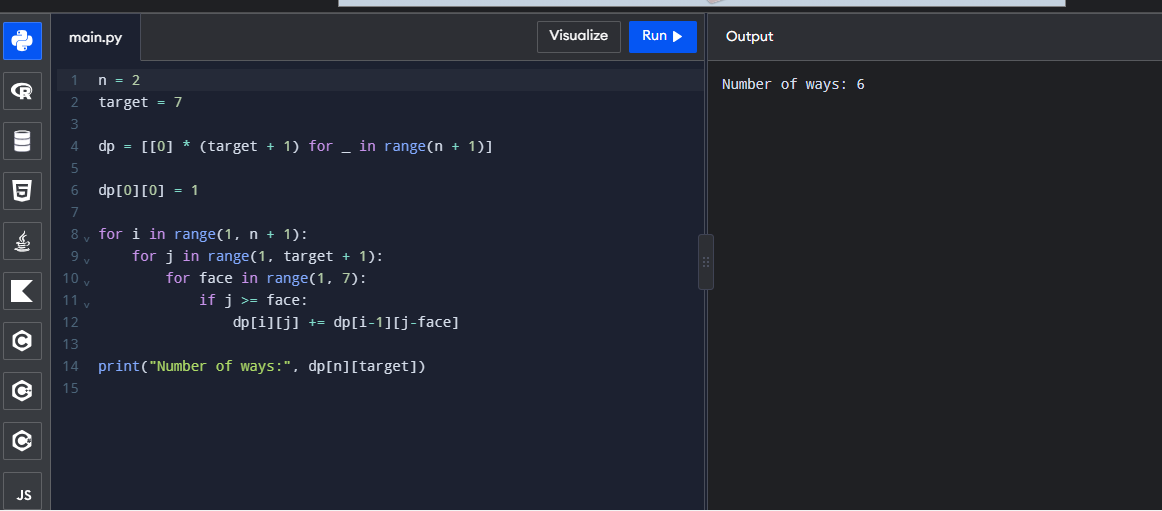 main.py
Visualize
Run
Output
1 n = 2
2 target = 7
3
4 dp = [[0] * (target + 1) for _ in range(n + 1)]
5
6 dp[0][0] = 1
7
8 for i in range(1, n + 1):
9     for j in range(1, target + 1):
10         for face in range(1, 7):
11             if j >= face:
12                 dp[i][j] += dp[i-1][j-face]
13
14 print("Number of ways:", dp[n][target])
15
Number of ways: 6
R
5
C
C
C
JS